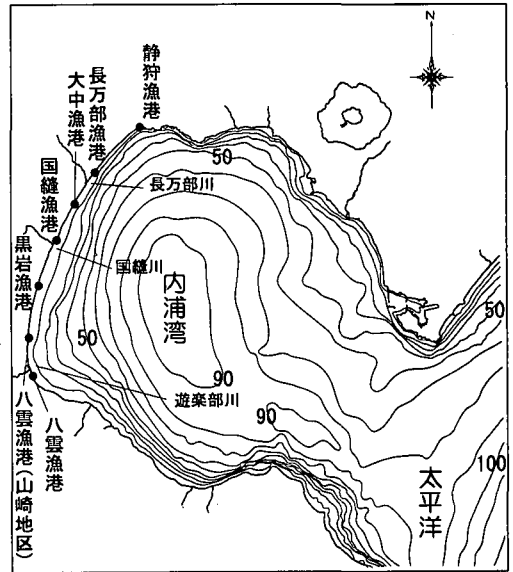 N
静狩漁港
長万部漁港
大中漁港
国縫漁港
黒岩漁港
八雲漁港(山崎地区)
八雲漁港
長万部川
国縫川
遊楽部川
内浦湾
太平洋
50
50
50
90
90
100